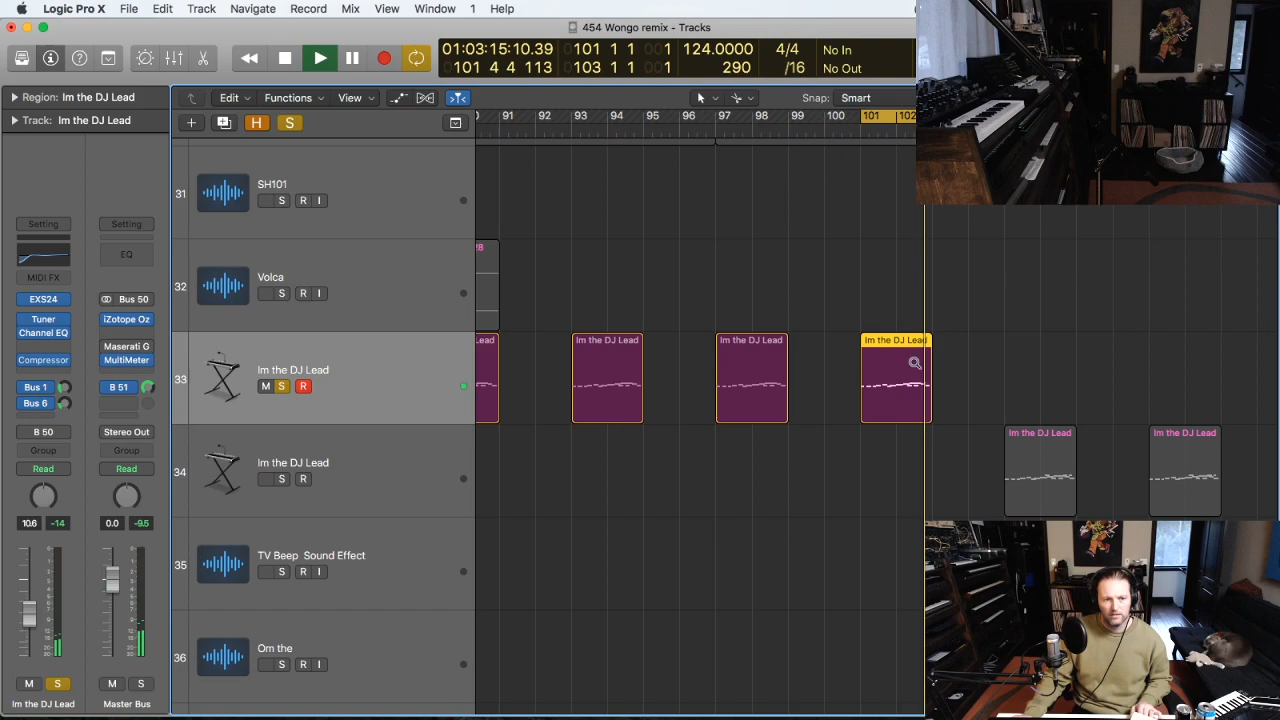 Logic Pro X File Edit Track Navigate Record Mix View Window 1 Help
454 Wongo remix - Tracks
01:03:15:10.39 0101 1 1 001 124.0000 4/4 No In
0101 4 4 113 0103 1 1 001 290 /16 No Out
Region: Im the DJ Lead
Track: Im the DJ Lead
Edit Functions View Snap: Smart
H S
91 92 93 94 95 96 97 98 99 100 101 102
31 SH101
S R I
Setting Setting
EQ
MIDI FX
32 Volca
S R I
EXS24 Bus 50
Tuner iZotope Oz
Channel EQ
Maserati G
Compressor MultiMeter
Bus 1 B 51
Bus 6
33 Im the DJ Lead
M S R
Lead Im the DJ Lead Im the DJ Lead Im the DJ Lead
B 50 Stereo Out
Group Group
Read Read
34 Im the DJ Lead
S R
Im the DJ Lead Im the DJ Lead
10.6 -14 0.0 -9.5
35 TV Beep Sound Effect
S R I
36 Om the
S R I
M S M S
Im the DJ Lead Master Bus